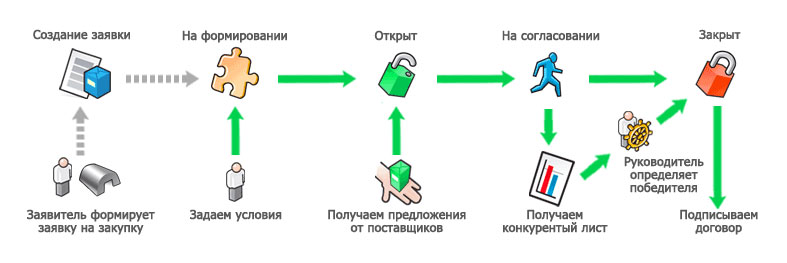 Создание заявки
На формировании
Открыт
На согласовании
Закрыт
Заявитель формирует
заявку на закупку
Задаем условия
Получаем предложения
от поставщиков
Получаем
конкурентый лист
Руководитель
определяет
победителя
Подписываем
договор